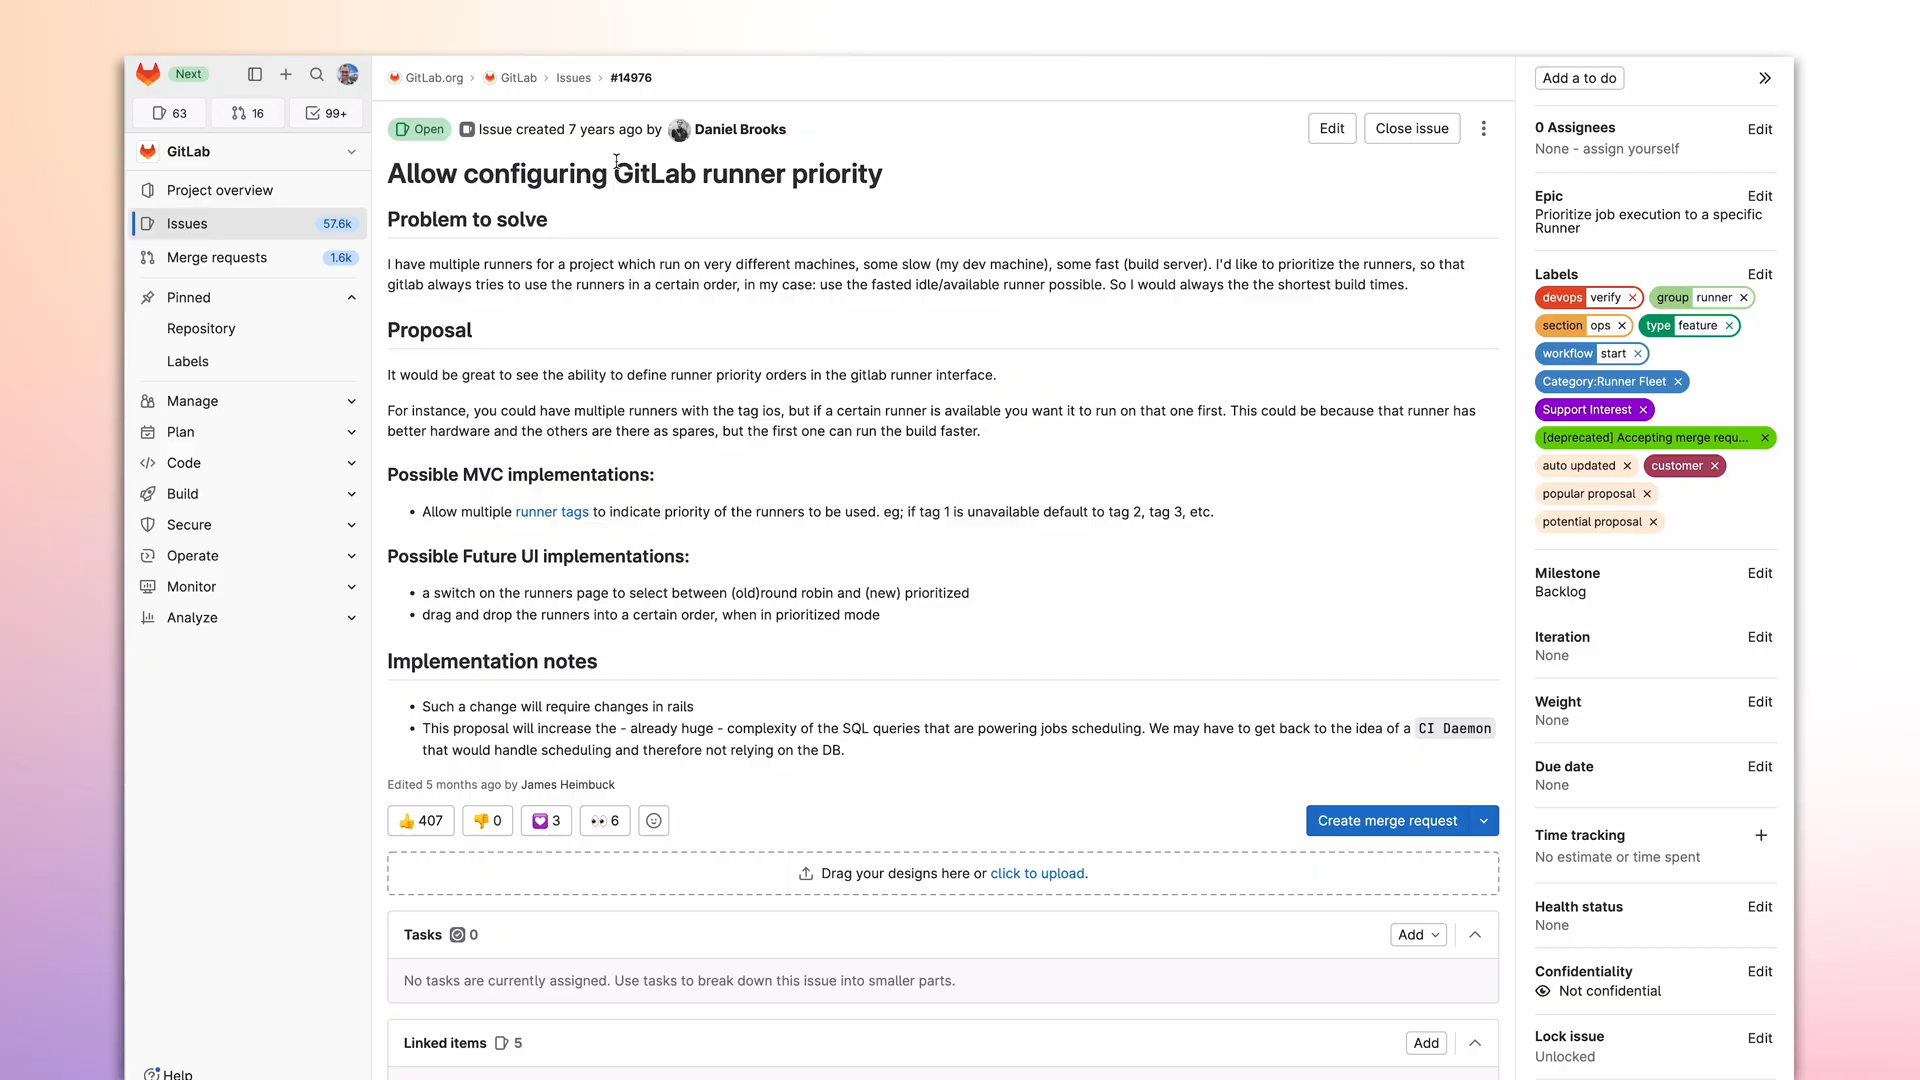 Next
63
16
99+
GitLab
Project overview
Issues
57.6k
Merge requests
1.6k
Pinned
Repository
Labels
Manage
Plan
Code
Build
Secure
Operate
Monitor
Analyze
Help
GitLab.org › GitLab › Issues › #14976
Open Issue created 7 years ago by Daniel Brooks
Edit
Close issue
Allow configuring GitLab runner priority
Problem to solve
I have multiple runners for a project which run on very different machines, some slow (my dev machine), some fast (build server). I'd like to prioritize the runners, so that
gitlab always tries to use the runners in a certain order, in my case: use the fasted idle/available runner possible. So I would always the the shortest build times.
Proposal
It would be great to see the ability to define runner priority orders in the gitlab runner interface.
For instance, you could have multiple runners with the tag ios, but if a certain runner is available you want it to run on that one first. This could be because that runner has
better hardware and the others are there as spares, but the first one can run the build faster.
Possible MVC implementations:
• Allow multiple runner tags to indicate priority of the runners to be used. eg; if tag 1 is unavailable default to tag 2, tag 3, etc.
Possible Future UI implementations:
• a switch on the runners page to select between (old)round robin and (new) prioritized
• drag and drop the runners into a certain order, when in prioritized mode
Implementation notes
• Such a change will require changes in rails
• This proposal will increase the - already huge - complexity of the SQL queries that are powering jobs scheduling. We may have to get back to the idea of a CI Daemon
that would handle scheduling and therefore not relying on the DB.
Edited 5 months ago by James Heimbuck
407
0
3
6
Create merge request
Drag your designs here or click to upload.
Tasks 0
Add
No tasks are currently assigned. Use tasks to break down this issue into smaller parts.
Linked items 5
Add
Add a to do
0 Assignees
Edit
None - assign yourself
Epic
Edit
Prioritize job execution to a specific
Runner
Labels
Edit
devops verify
group runner
section ops
type feature
workflow start
Category:Runner Fleet
Support Interest
[deprecated] Accepting merge requ...
auto updated
customer
popular proposal
potential proposal
Milestone
Edit
Backlog
Iteration
Edit
None
Weight
Edit
None
Due date
Edit
None
Time tracking
No estimate or time spent
Health status
Edit
None
Confidentiality
Edit
Not confidential
Lock issue
Edit
Unlocked